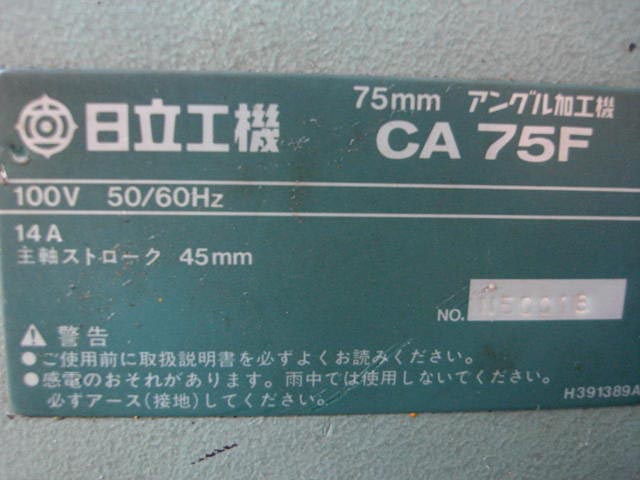 日立工機
75mm アングル加工機
CA 75F
100V 50/60Hz
14A
主軸ストローク 45mm
NO.
警告
●ご使用前に取扱説明書を必ずよくお読みください。
●感電のおそれがあります。雨中では使用しないてください。
必ずアース(接地)してください。
H391389A